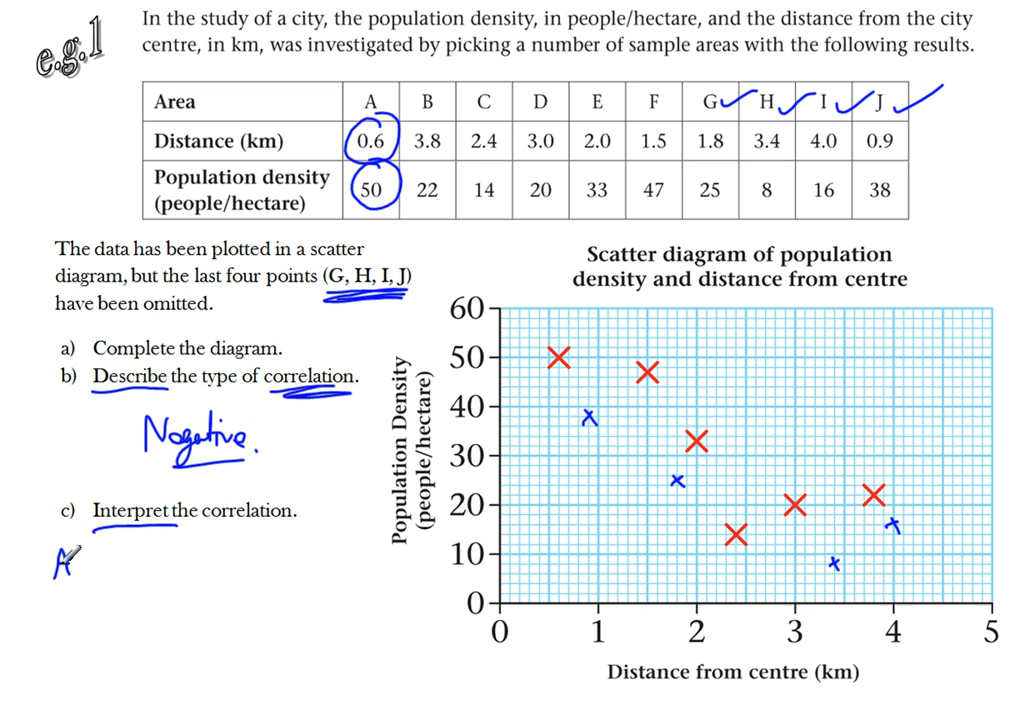 e.g.1
In the study of a city, the population density, in people/hectare, and the distance from the city
centre, in km, was investigated by picking a number of sample areas with the following results.
Area A B C D E F G H I J
Distance (km) 0.6 3.8 2.4 3.0 2.0 1.5 1.8 3.4 4.0 0.9
Population density
(people/hectare) 50 22 14 20 33 47 25 8 16 38
The data has been plotted in a scatter
diagram, but the last four points (G, H, I, J)
have been omitted.
a) Complete the diagram.
b) Describe the type of correlation.
Negative.
c) Interpret the correlation.
A
Scatter diagram of population
density and distance from centre
Population Density
(people/hectare)
60
50
40
30
20
10
0
0 1 2 3 4 5
Distance from centre (km)